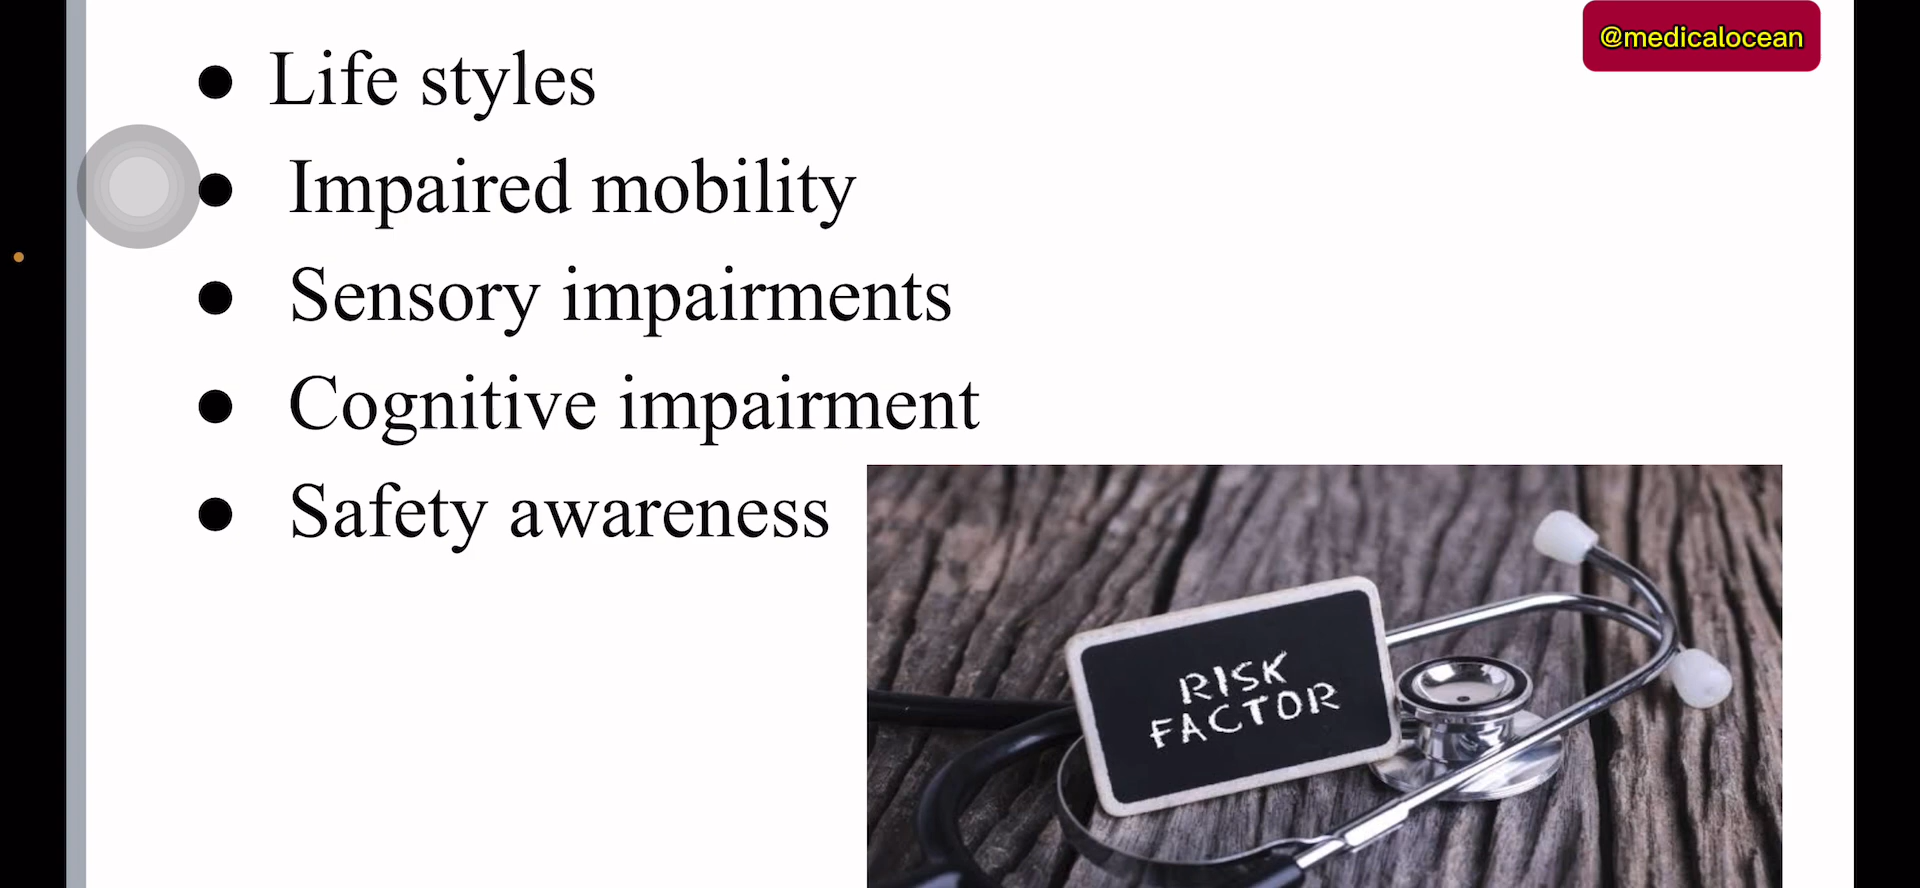 @medicalocean
● Life styles
● Impaired mobility
● Sensory impairments
● Cognitive impairment
● Safety awareness
RISK
FACTOR